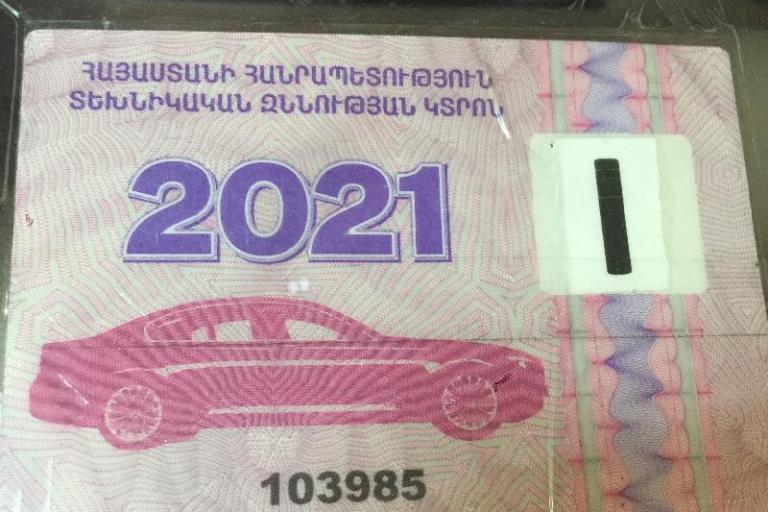 ՀԱՅԱՍՏԱՆԻ ՀԱՆՐԱՊԵՏՈՒԹՅՈՒՆ
ՏԵԽՆԻԿԱԿԱՆ ԶՆՆՈՒԹՅԱՆ ԿՏՐՈՆ
2021
I
103985